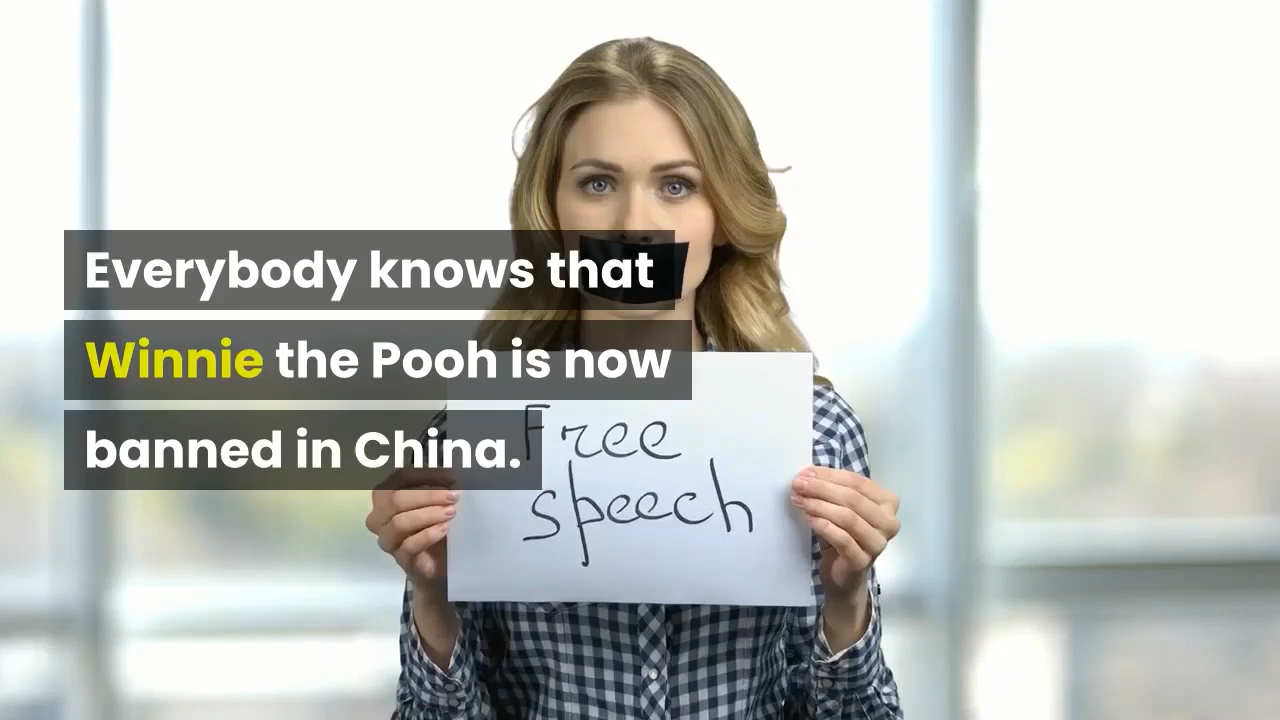 Everybody knows that
Winnie the Pooh is now
banned in China.
Free
speech